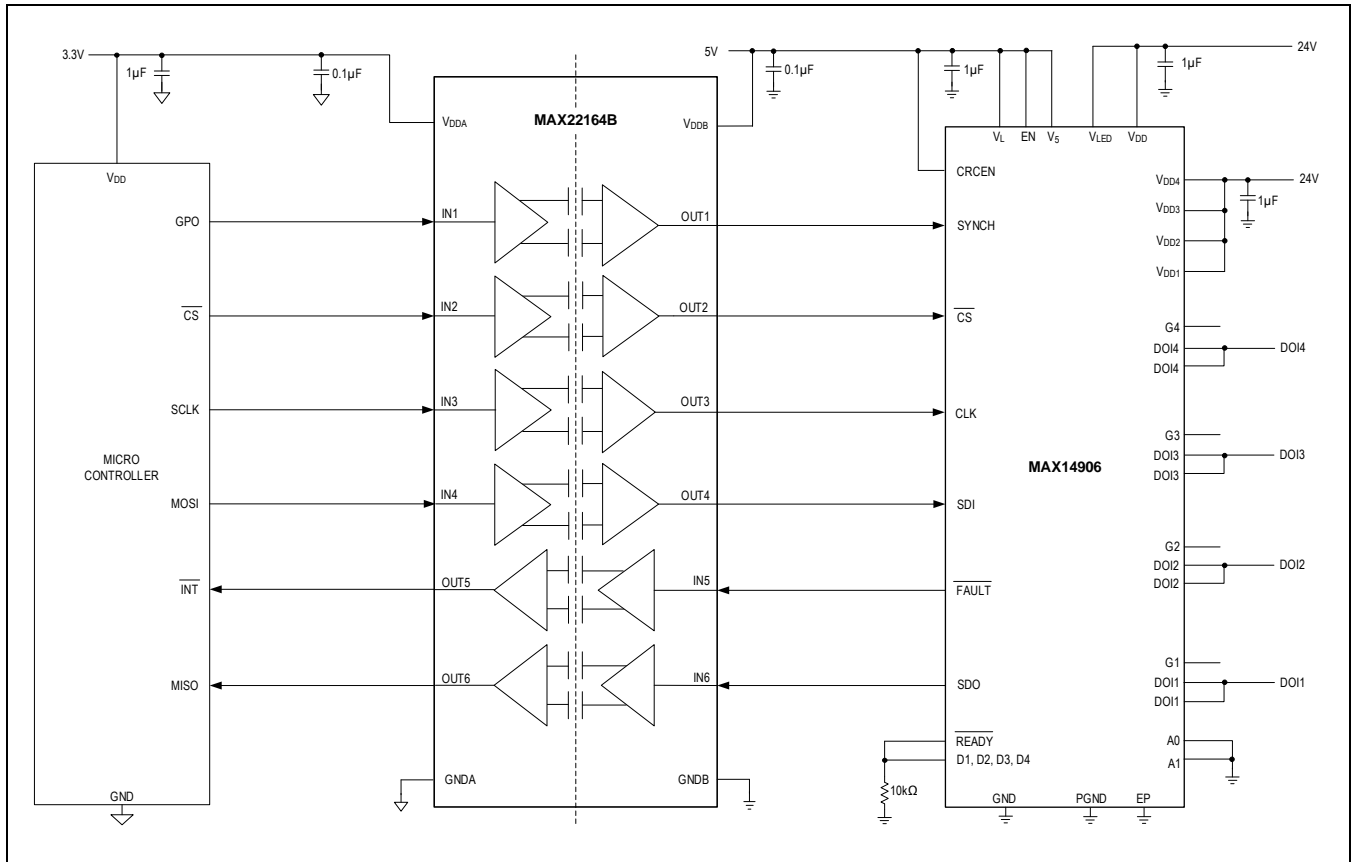 3.3V
1µF
0.1µF
5V
0.1µF
1µF
24V
1µF
MAX22164B
VDDA
VDDB
VL EN V5 VLED VDD
CRCEN
VDD4
24V
1µF
VDD3
VDD2
VDD1
VDD
GPO
IN1
OUT1
SYNCH
CS
IN2
OUT2
CS
G4
DOI4
DOI4
DOI4
SCLK
IN3
OUT3
CLK
G3
DOI3
DOI3
DOI3
MICRO
CONTROLLER
MAX14906
MOSI
IN4
OUT4
SDI
G2
DOI2
DOI2
DOI2
INT
OUT5
IN5
FAULT
G1
DOI1
DOI1
DOI1
MISO
OUT6
IN6
SDO
READY
D1, D2, D3, D4
A0
A1
GNDA
GNDB
10kΩ
GND
GND
PGND
EP